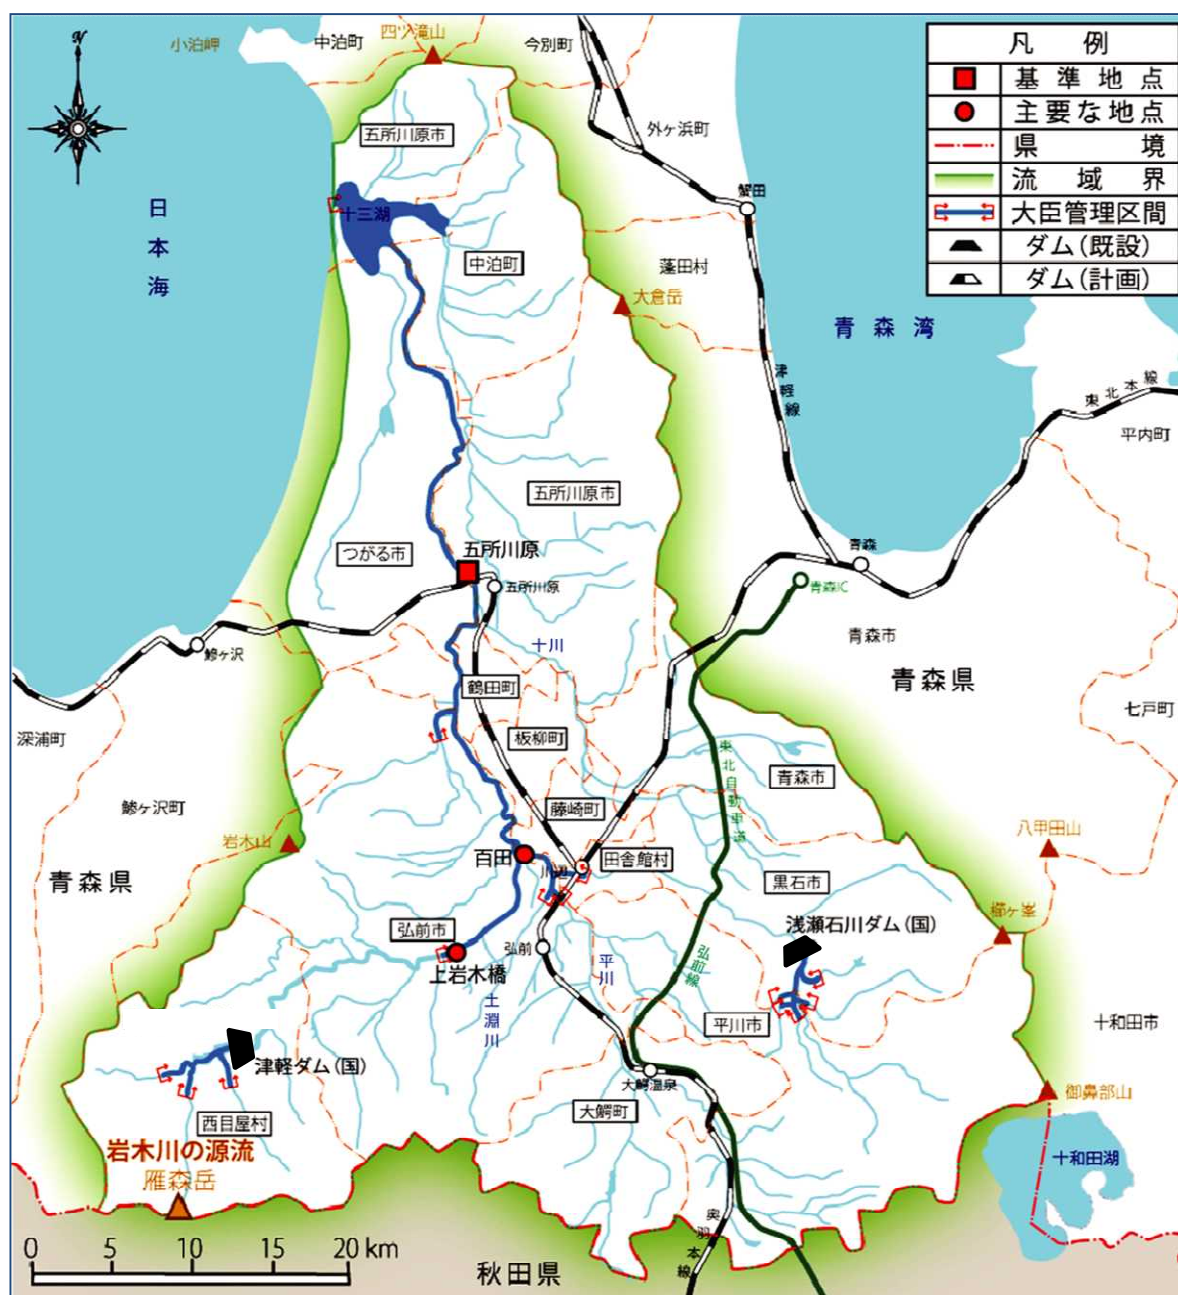 N
小泊岬
中泊町
四ツ滝山
今別町
凡 例
基準地点
主要な地点
県境
流域界
大臣管理区間
ダム(既設)
ダム(計画)
五所川原市
外ヶ浜町
蟹田
日本海
十三湖
中泊町
蓬田村
大倉岳
青森湾
津軽線
東北本線
平内町
五所川原市
つがる市
五所川原
五所川原
青森
青森IC
鰺ヶ沢
十川
青森市
青森県
鶴田町
七戸町
深浦町
板柳町
東北自動車道
青森市
鰺ヶ沢町
藤崎町
岩木山
八甲田山
百田
川辺
田舎館村
青森県
黒石市
櫛ヶ峯
浅瀬石川ダム(国)
弘前市
弘前
弘前線
上岩木橋
平川
土淵川
平川市
十和田市
津軽ダム(国)
大鰐温泉
御鼻部山
西目屋村
大鰐町
岩木川の源流
雁森岳
十和田湖
奥羽本線
0 5 10 15 20 km
秋田県